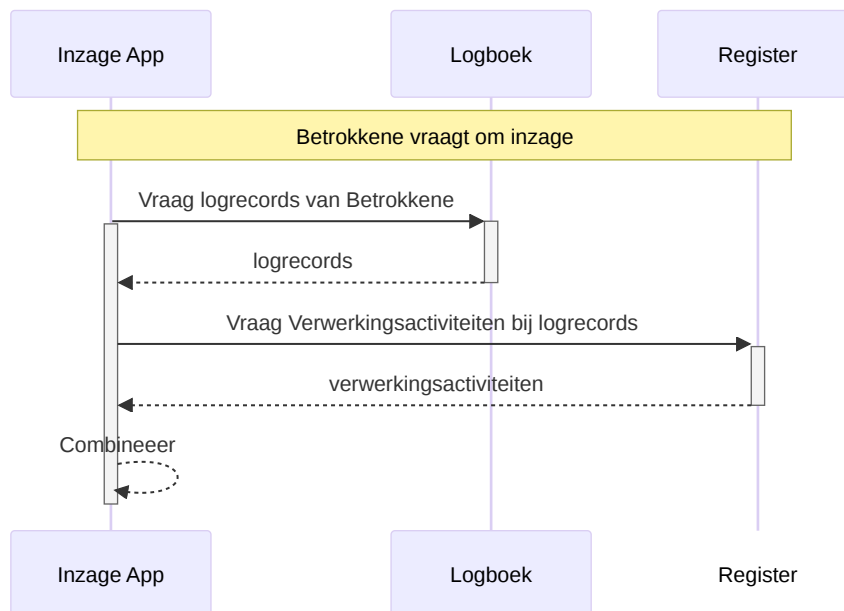 Inzage App
Logboek
Register
Betrokkene vraagt om inzage
Vraag logrecords van Betrokkene
logrecords
Vraag Verwerkingsactiviteiten bij logrecords
verwerkingsactiviteiten
Combineeer
Inzage App
Logboek
Register